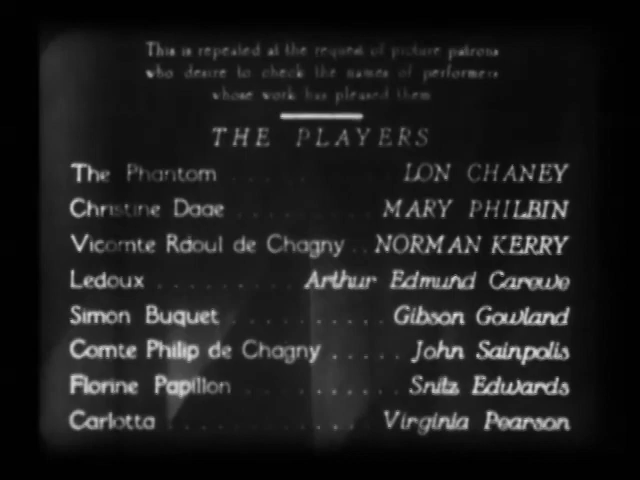 This is repeated at the request of picture patrons
who desire to check the names of performers
whose work has pleased them
THE PLAYERS
The Phantom . . . . . . . . . LON CHANEY
Christine Daae . . . . . . . . . MARY PHILBIN
Vicomte Raoul de Chagny . . NORMAN KERRY
Ledoux . . . . . . . . . Arthur Edmund Carewe
Simon Buquet . . . . . . . . . . Gibson Gowland
Comte Philip de Chagny . . . . . John Sainpolis
Florine Papillon . . . . . . . . . . Snitz Edwards
Carlotta . . . . . . . . . . . . . Virginia Pearson